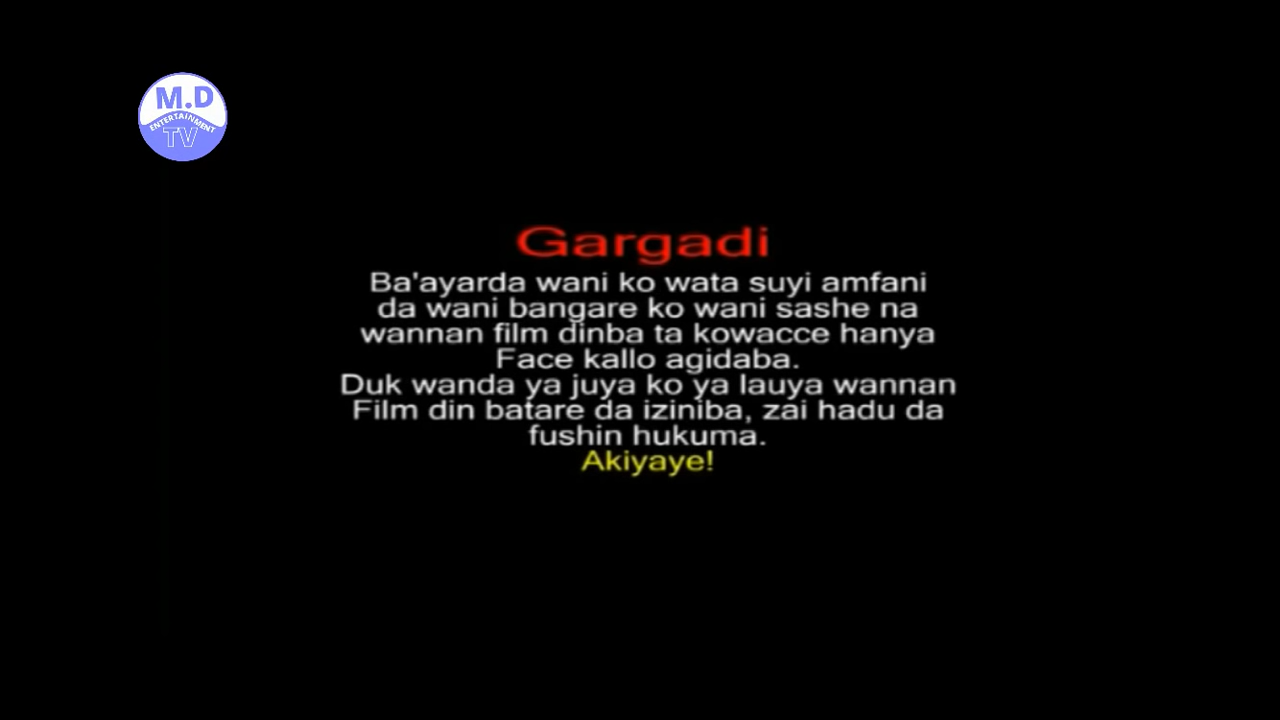 M.D
ENTERTAINMENT
TV
Gargadi
Ba'ayarda wani ko wata suyi amfani
da wani bangare ko wani sashe na
wannan film dinba ta kowacce hanya
Face kallo agidaba.
Duk wanda ya juya ko ya lauya wannan
Film din batare da iziniba, zai hadu da
fushin hukuma.
Akiyaye!